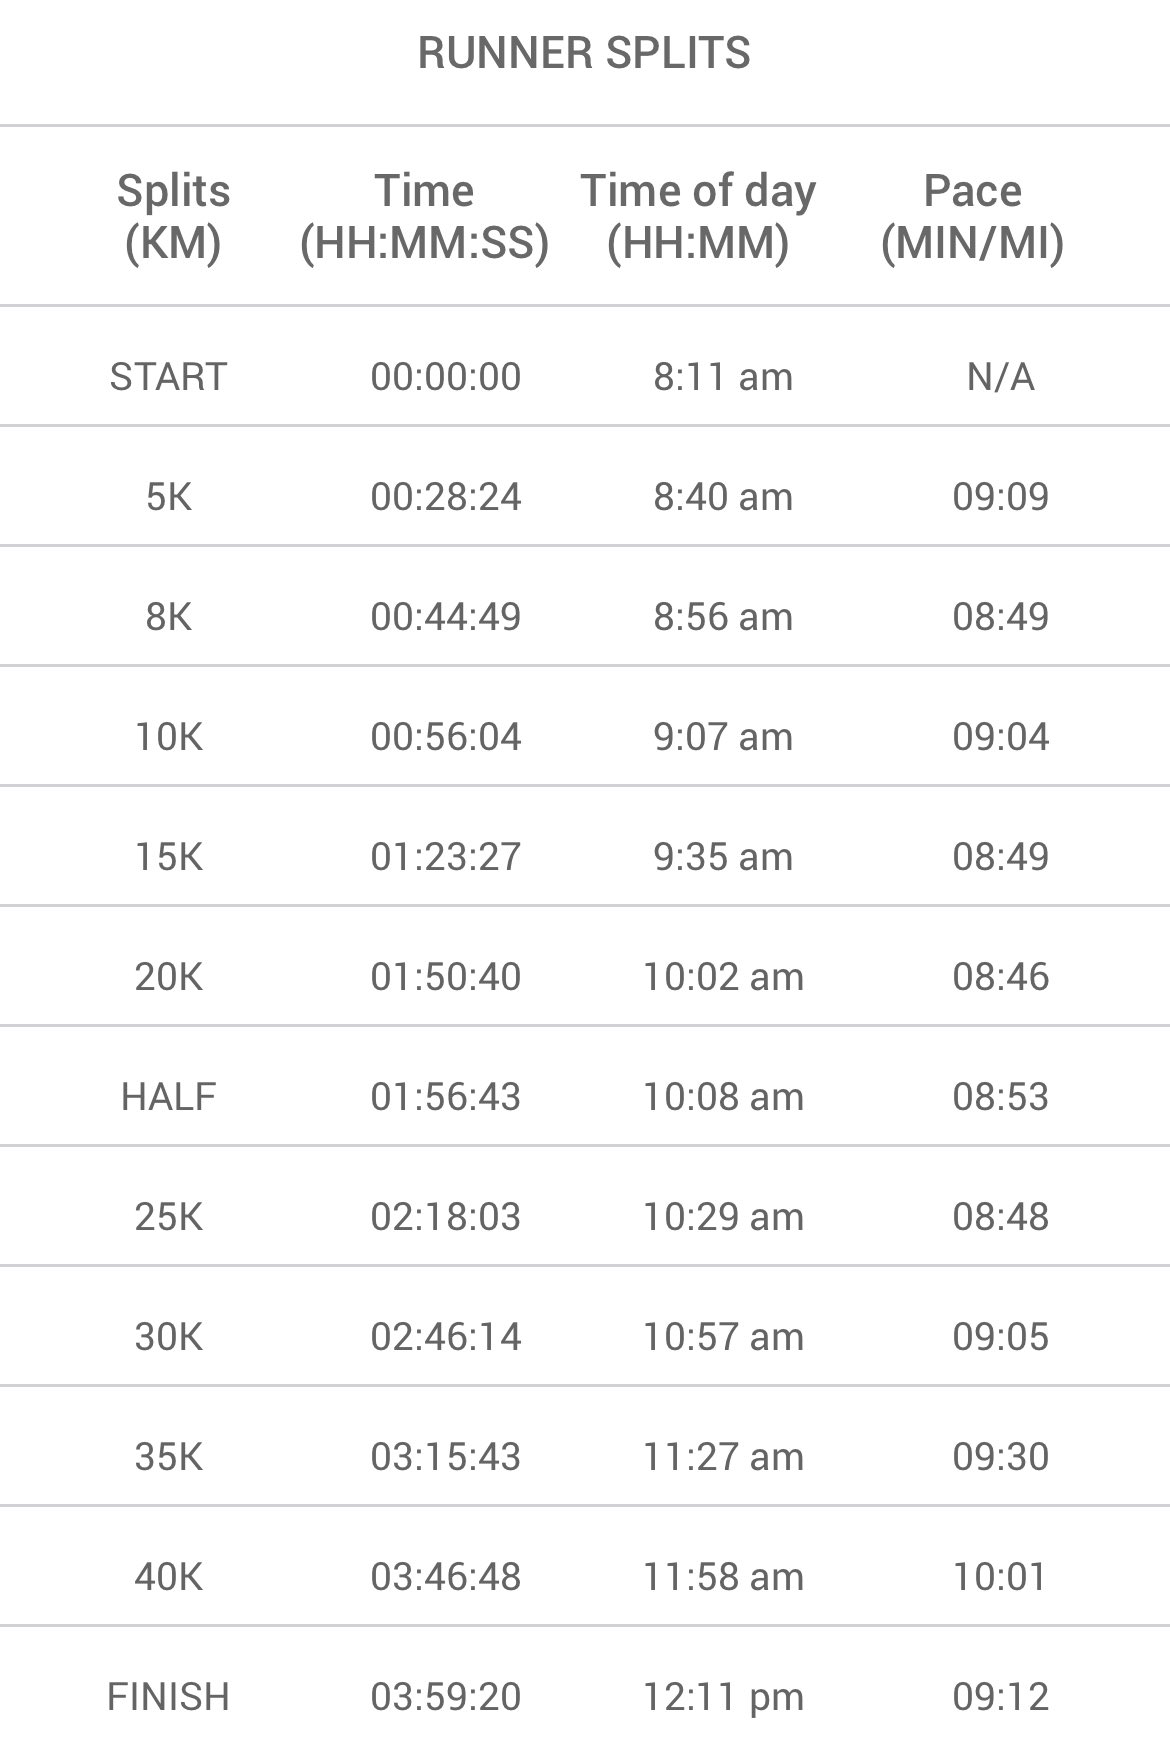 RUNNER SPLITS
Splits Time Time of day Pace
(KM) (HH:MM:SS) (HH:MM) (MIN/MI)
START 00:00:00 8:11 am N/A
5K 00:28:24 8:40 am 09:09
8K 00:44:49 8:56 am 08:49
10K 00:56:04 9:07 am 09:04
15K 01:23:27 9:35 am 08:49
20K 01:50:40 10:02 am 08:46
HALF 01:56:43 10:08 am 08:53
25K 02:18:03 10:29 am 08:48
30K 02:46:14 10:57 am 09:05
35K 03:15:43 11:27 am 09:30
40K 03:46:48 11:58 am 10:01
FINISH 03:59:20 12:11 pm 09:12